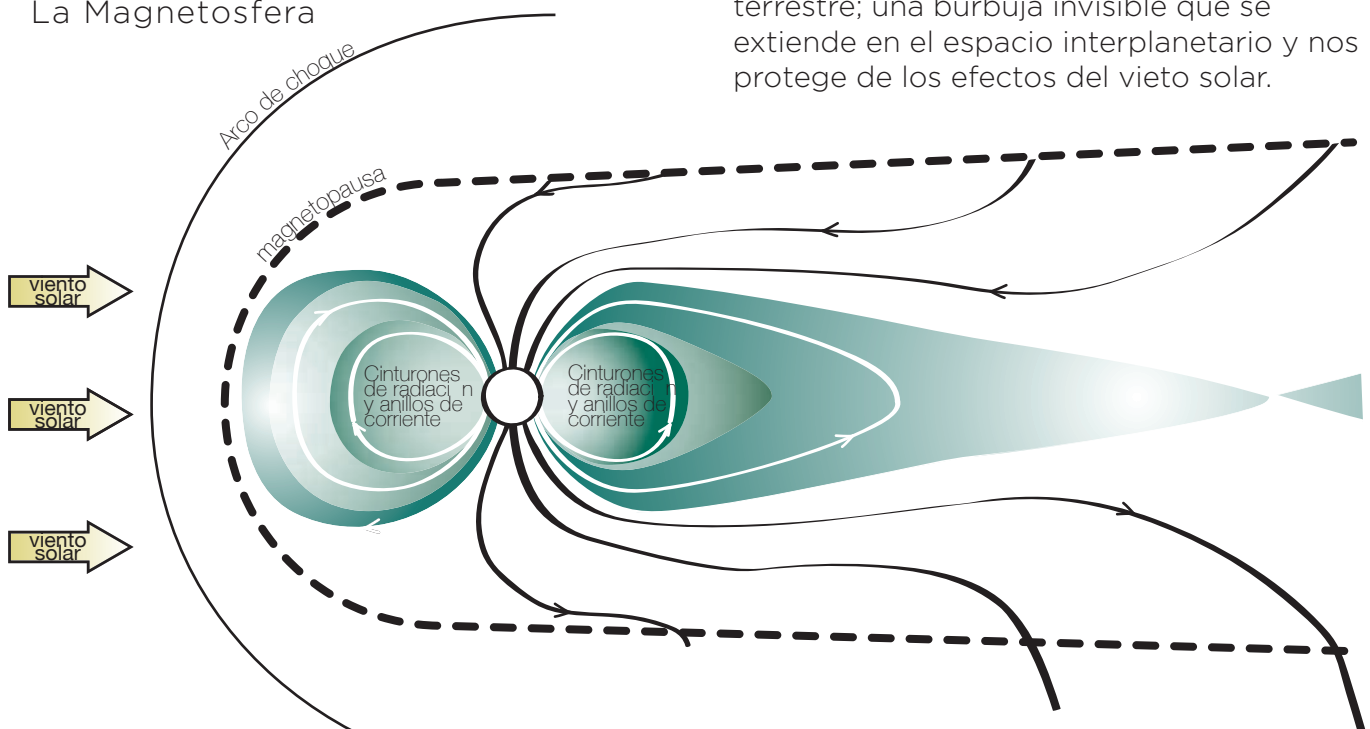 La Magnetosfera
terrestre; una burbuja invisible que se
extiende en el espacio interplanetario y nos
protege de los efectos del vieto solar.
Arco de choque
magnetopausa
viento
solar
viento
solar
viento
solar
Cinturones
de radiaci n
y anillos de
corriente
Cinturones
de radiaci n
y anillos de
corriente